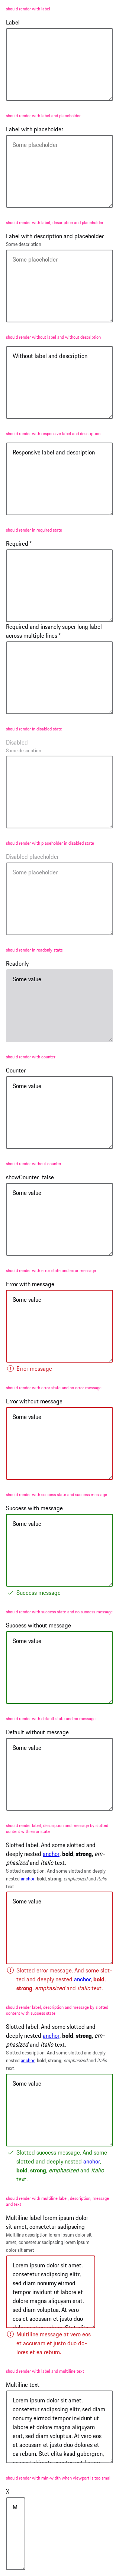 should render with label
Label
should render with label and placeholder
Label with placeholder
Some placeholder
should render with label, description and placeholder
Label with description and placeholder
Some description
Some placeholder
should render without label and without description
Without label and description
should render with responsive label and description
Responsive label and description
should render in required state
Required *
Required and insanely super long label
across multiple lines *
should render in disabled state
Disabled
Some description
should render with placeholder in disabled state
Disabled placeholder
Some placeholder
should render in readonly state
Readonly
Some value
should render with counter
Counter
Some value
should render without counter
showCounter=false
Some value
should render with error state and error message
Error with message
Some value
Error message
should render with error state and no error message
Error without message
Some value
should render with success state and success message
Success with message
Some value
Success message
should render with success state and no success message
Success without message
Some value
should render with default state and no message
Default without message
Some value
should render label, description and message by slotted
content with error state
Slotted label. And some slotted and
deeply nested anchor, bold, strong, em-
phasized and italic text.
Slotted description. And some slotted and deeply
nested anchor, bold, strong, emphasized and italic
text.
Some value
Slotted error message. And some slot-
ted and deeply nested anchor, bold,
strong, emphasized and italic text.
should render label, description and message by slotted
content with success state
Slotted label. And some slotted and
deeply nested anchor, bold, strong, em-
phasized and italic text.
Slotted description. And some slotted and deeply
nested anchor, bold, strong, emphasized and italic
text.
Some value
Slotted success message. And some
slotted and deeply nested anchor,
bold, strong, emphasized and italic
text.
should render with multiline label, description, message
and text
Multiline label lorem ipsum dolor
sit amet, consetetur sadipscing
Multiline description lorem ipsum dolor sit
amet, consetetur sadipscing lorem ipsum
dolor sit amet
Lorem ipsum dolor sit amet,
consetetur sadipscing elitr,
sed diam nonumy eirmod
tempor invidunt ut labore et
dolore magna aliquyam erat,
sed diam voluptua. At vero
eos et accusam et justo duo
Multiline message at vero eos
et accusam et justo duo do-
lores et ea rebum.
should render with label and multiline text
Multiline text
Lorem ipsum dolor sit amet,
consetetur sadipscing elitr, sed diam
nonumy eirmod tempor invidunt ut
labore et dolore magna aliquyam
erat, sed diam voluptua. At vero eos
et accusam et justo duo dolores et
ea rebum. Stet clita kasd gubergren,
should render with min-width when viewport is too small
X
M